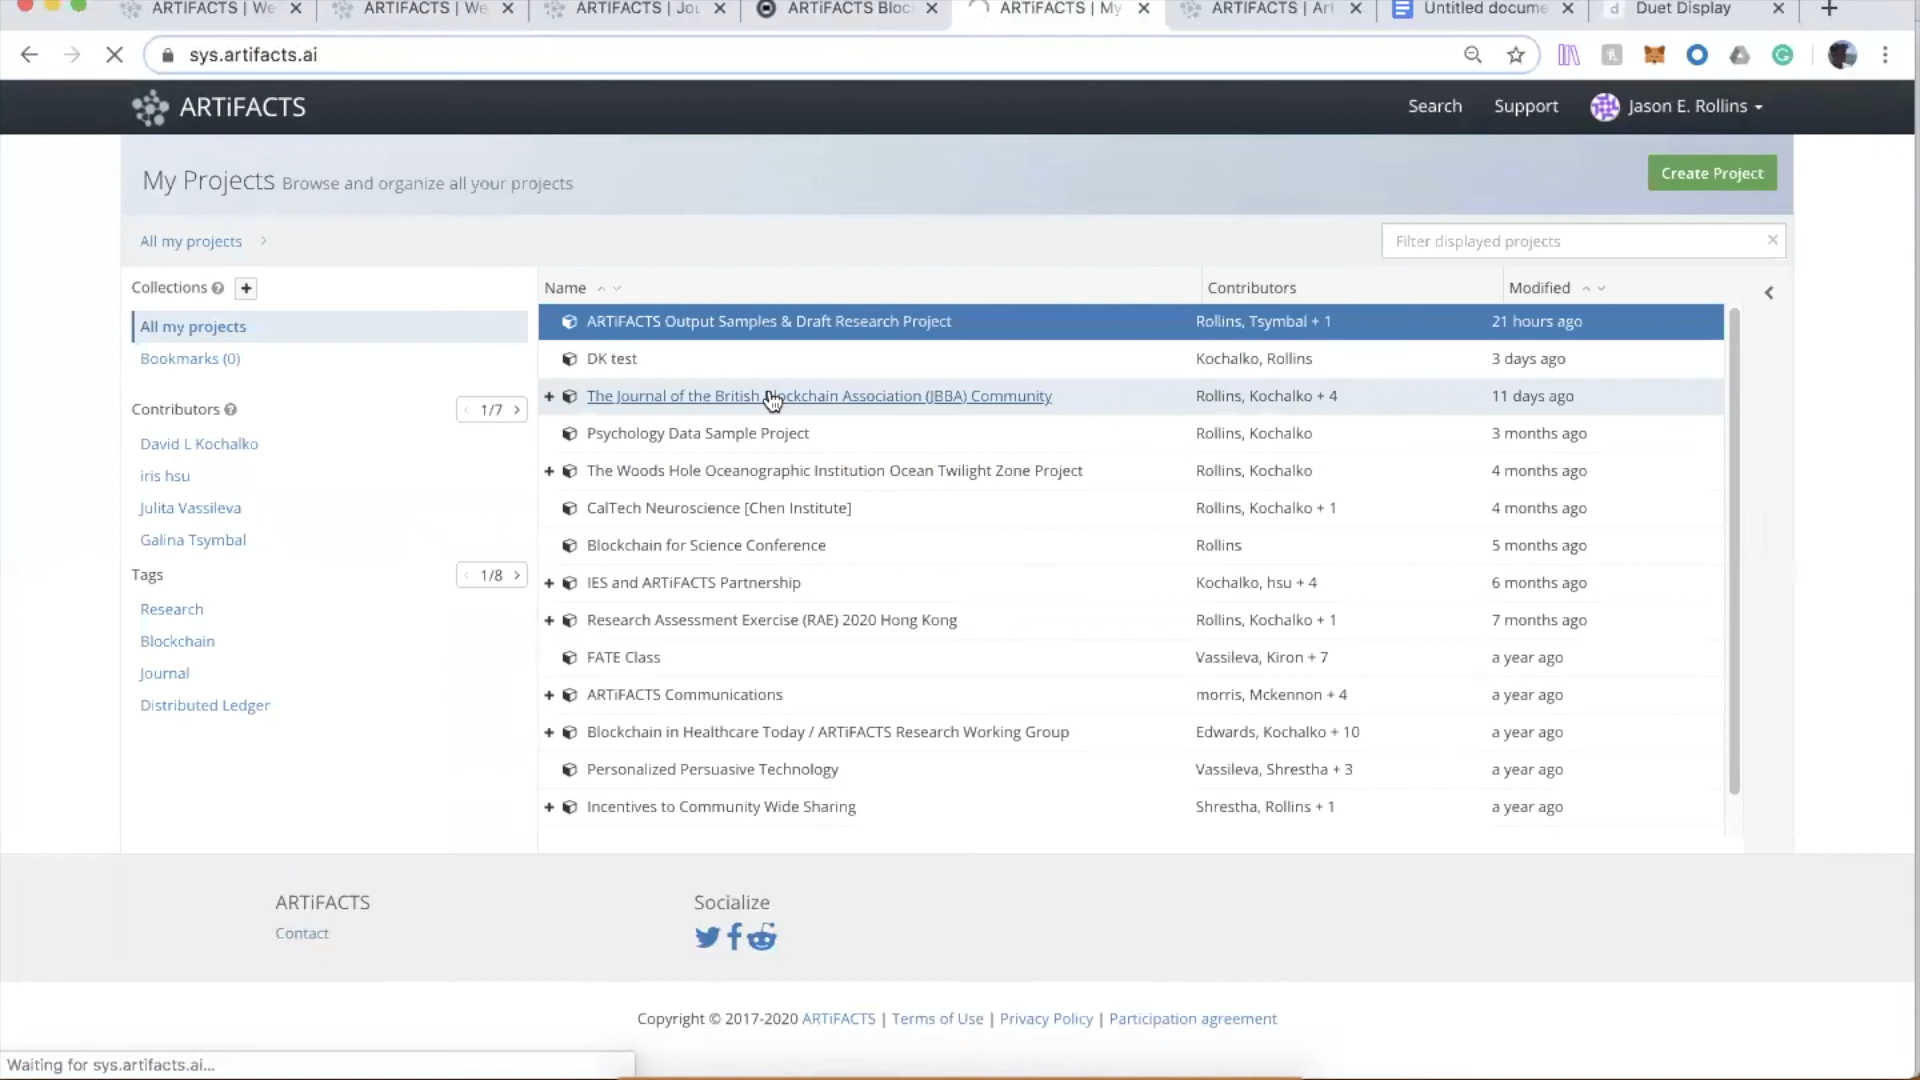 ARTiFACTS | We
ARTiFACTS | We
ARTiFACTS | Jou
ARTiFACTS Bloc
ARTiFACTS | My
ARTiFACTS | Art
Untitled docume
d Duet Display
sys.artifacts.ai
ARTiFACTS
Search
Support
Jason E. Rollins
My Projects Browse and organize all your projects
Create Project
All my projects
Filter displayed projects
Collections
Name
Contributors
Modified
All my projects
Bookmarks (0)
Contributors
1/7
David L Kochalko
iris hsu
Julita Vassileva
Galina Tsymbal
Tags
1/8
Research
Blockchain
Journal
Distributed Ledger
ARTiFACTS Output Samples & Draft Research Project Rollins, Tsymbal + 1 21 hours ago
DK test Kochalko, Rollins 3 days ago
The Journal of the British Blockchain Association (JBBA) Community Rollins, Kochalko + 4 11 days ago
Psychology Data Sample Project Rollins, Kochalko 3 months ago
The Woods Hole Oceanographic Institution Ocean Twilight Zone Project Rollins, Kochalko 4 months ago
CalTech Neuroscience [Chen Institute] Rollins, Kochalko + 1 4 months ago
Blockchain for Science Conference Rollins 5 months ago
IES and ARTiFACTS Partnership Kochalko, hsu + 4 6 months ago
Research Assessment Exercise (RAE) 2020 Hong Kong Rollins, Kochalko + 1 7 months ago
FATE Class Vassileva, Kiron + 7 a year ago
ARTiFACTS Communications morris, Mckennon + 4 a year ago
Blockchain in Healthcare Today / ARTiFACTS Research Working Group Edwards, Kochalko + 10 a year ago
Personalized Persuasive Technology Vassileva, Shrestha + 3 a year ago
Incentives to Community Wide Sharing Shrestha, Rollins + 1 a year ago
ARTiFACTS
Contact
Socialize
Copyright © 2017-2020 ARTiFACTS | Terms of Use | Privacy Policy | Participation agreement
Waiting for sys.artifacts.ai...